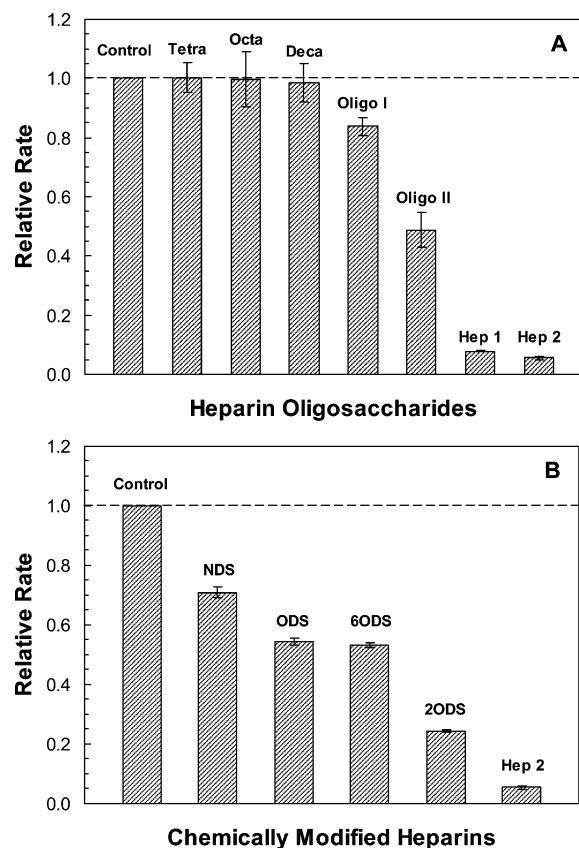 A
1.2
1.0
0.8
0.6
0.4
0.2
0.0
Relative Rate
Control
Tetra
Octa
Deca
Oligo I
Oligo II
Hep 1
Hep 2
Heparin Oligosaccharides
B
1.2
1.0
0.8
0.6
0.4
0.2
0.0
Relative Rate
Control
NDS
ODS
6ODS
2ODS
Hep 2
Chemically Modified Heparins